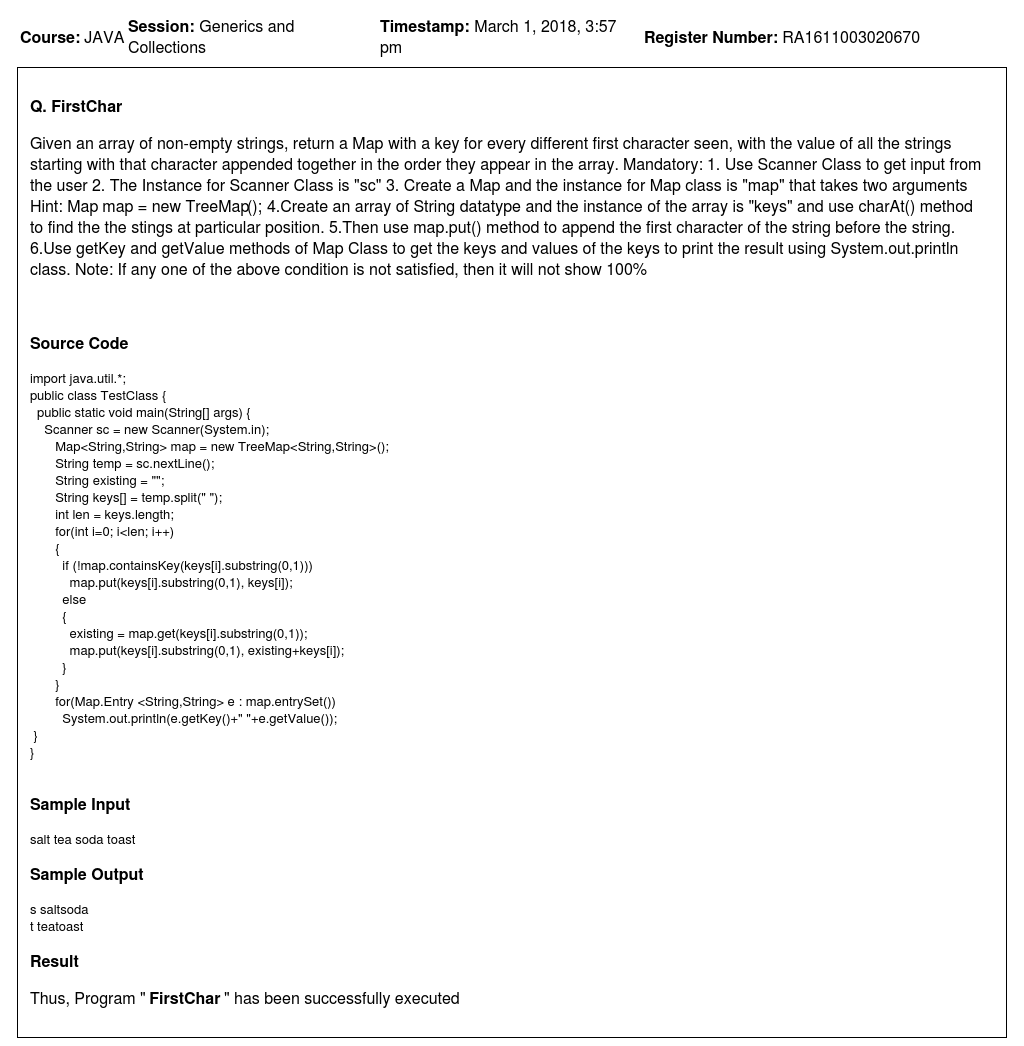 Course: JAVA Session: Generics and Collections Timestamp: March 1, 2018, 3:57 pm Register Number: RA1611003020670
Q. FirstChar
Given an array of non-empty strings, return a Map with a key for every different first character seen, with the value of all the strings
starting with that character appended together in the order they appear in the array. Mandatory: 1. Use Scanner Class to get input from
the user 2. The Instance for Scanner Class is "sc" 3. Create a Map and the instance for Map class is "map" that takes two arguments
Hint: Map map = new TreeMap(); 4.Create an array of String datatype and the instance of the array is "keys" and use charAt() method
to find the the stings at particular position. 5.Then use map.put() method to append the first character of the string before the string.
6.Use getKey and getValue methods of Map Class to get the keys and values of the keys to print the result using System.out.println
class. Note: If any one of the above condition is not satisfied, then it will not show 100%
Source Code
import java.util.*;
public class TestClass {
public static void main(String[] args) {
Scanner sc = new Scanner(System.in);
Map<String,String> map = new TreeMap<String,String>();
String temp = sc.nextLine();
String existing = "";
String keys[] = temp.split(" ");
int len = keys.length;
for(int i=0; i<len; i++)
{
if (!map.containsKey(keys[i].substring(0,1)))
map.put(keys[i].substring(0,1), keys[i]);
else
{
existing = map.get(keys[i].substring(0,1));
map.put(keys[i].substring(0,1), existing+keys[i]);
}
}
for(Map.Entry <String,String> e : map.entrySet())
System.out.println(e.getKey()+" "+e.getValue());
}
}
Sample Input
salt tea soda toast
Sample Output
s saltsoda
t teatoast
Result
Thus, Program " FirstChar " has been successfully executed